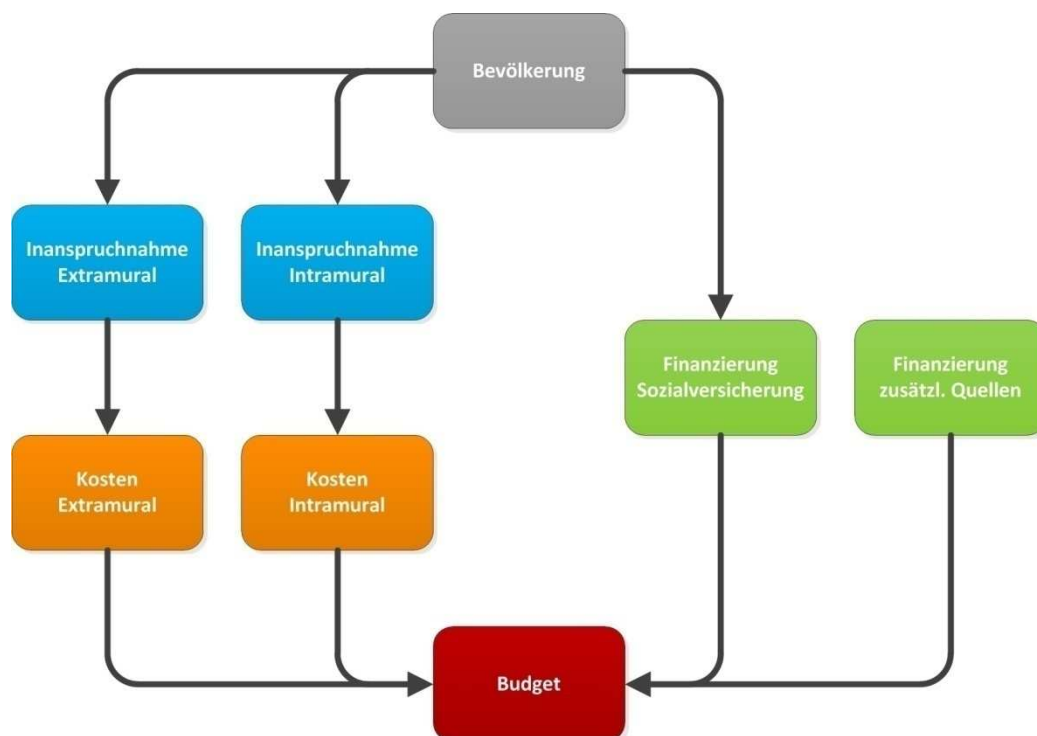 Bevölkerung
Inanspruchnahme
Extramural
Inanspruchnahme
Intramural
Finanzierung
Sozialversicherung
Finanzierung
zusätzl. Quellen
Kosten
Extramural
Kosten
Intramural
Budget